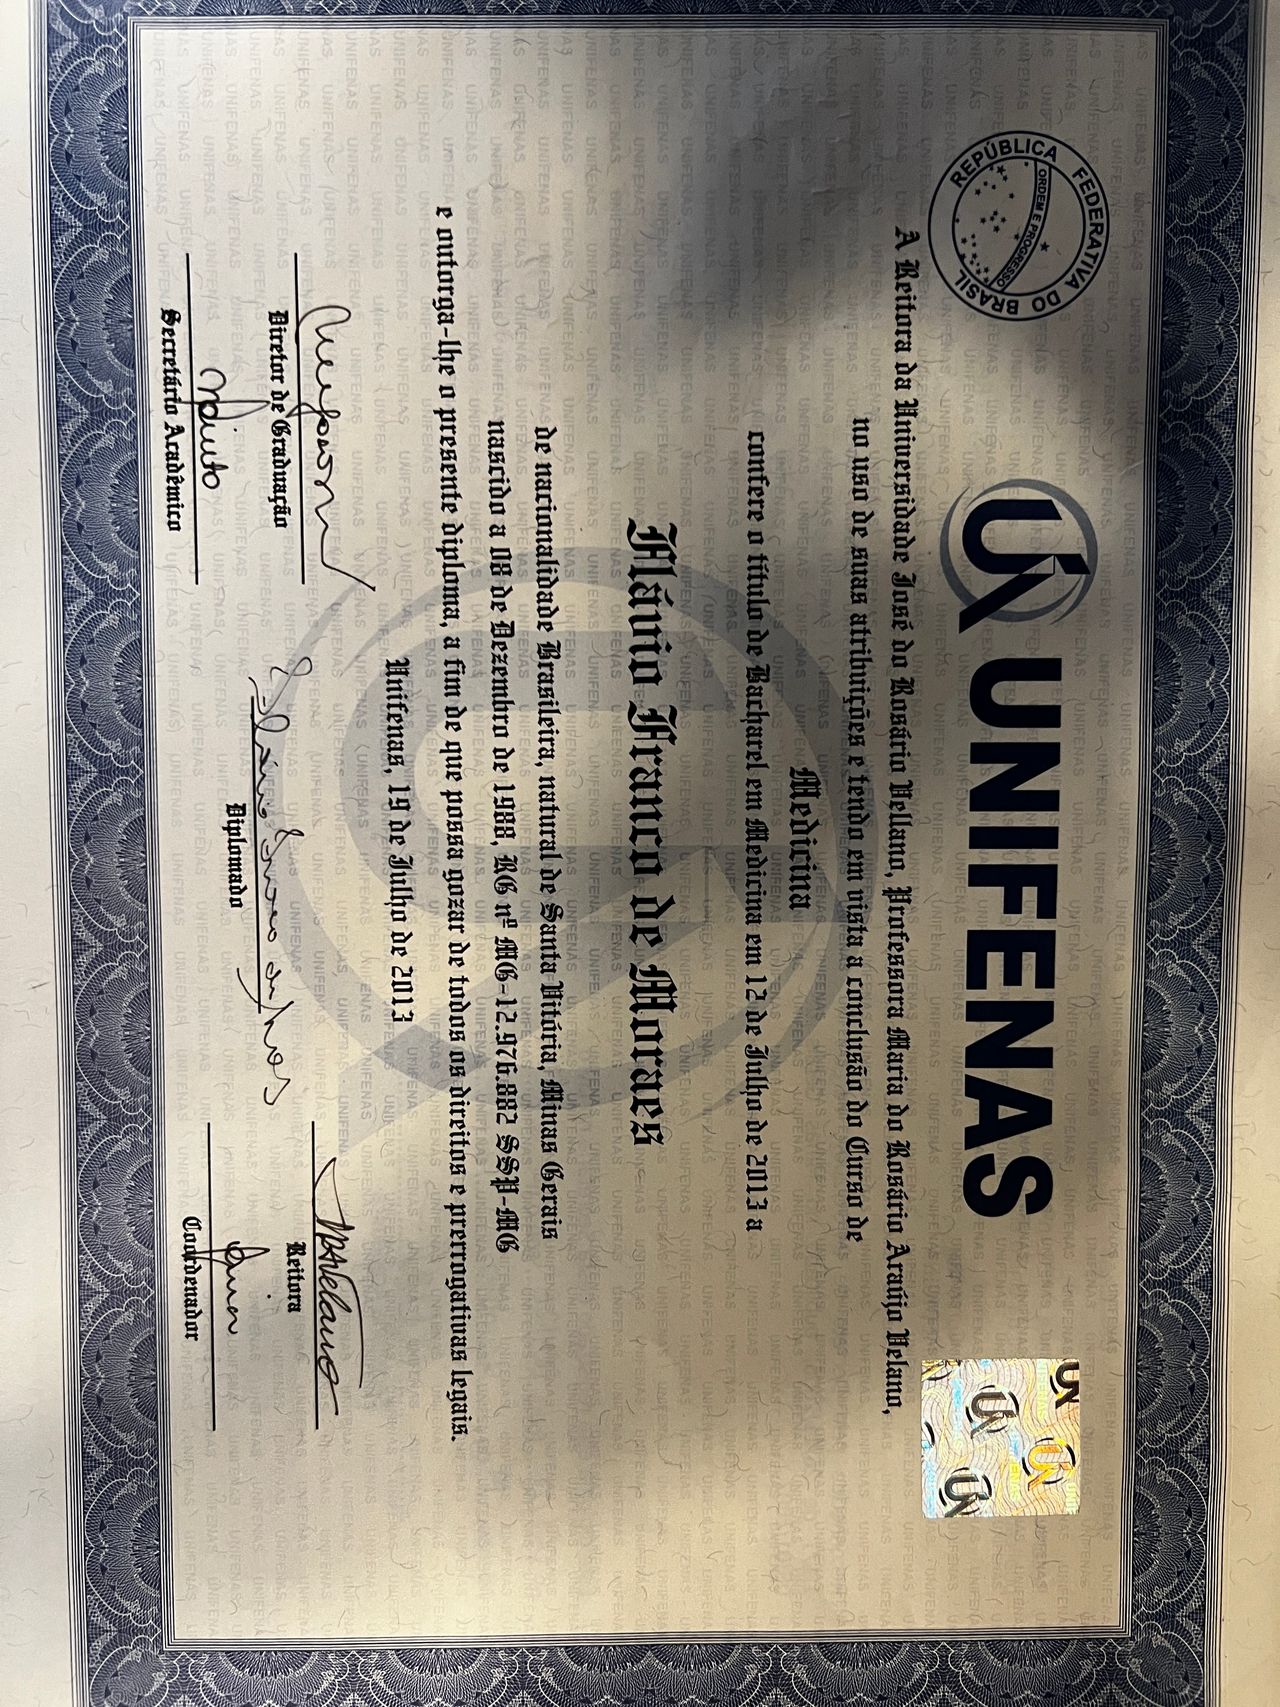 REPÚBLICA FEDERATIVA DO BRASIL
ORDEM E PROGRESSO
UNIFENAS
A Reitora da Universidade José do Rosário Vellano, Professora Maria do Rosário Araújo Velano,
no uso de suas atribuições e tendo em vista a conclusão do Curso de
Medicina
confere o título de Bacharel em Medicina em 12 de Julho de 2013 a
Flávio Franco de Moraes
de nacionalidade Brasileira, natural de Santa Vitória, Minas Gerais
nascido a 08 de Dezembro de 1988, RG nº MG-12.976.882 SSP-MG
e outorga-lhe o presente diploma, a fim de que possa gozar de todos os direitos e prerrogativas legais.
Unifenas, 19 de Julho de 2013
Diretor de Graduação
Secretário Acadêmico
Flávio Franco de Moraes
Diplomado
Reitora
Coordenador